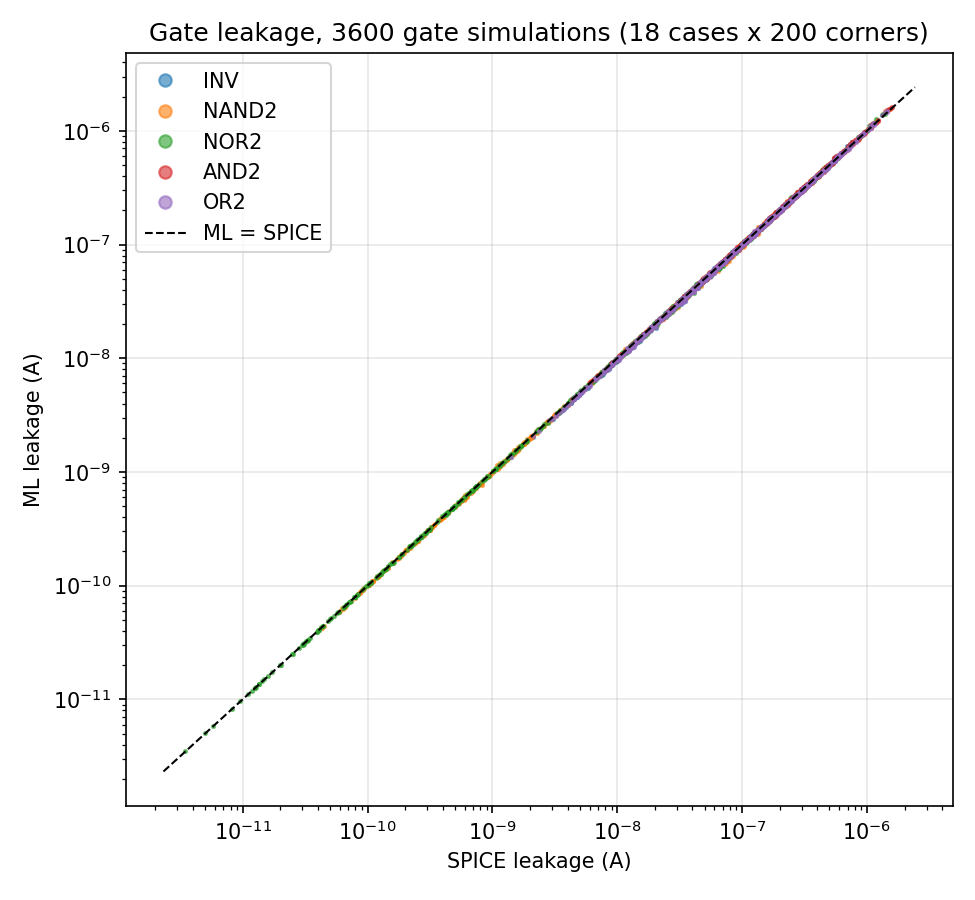 Gate leakage, 3600 gate simulations (18 cases x 200 corners)
INV
NAND2
NOR2
AND2
OR2
ML = SPICE
ML leakage (A)
10⁻⁶
10⁻⁷
10⁻⁸
10⁻⁹
10⁻¹⁰
10⁻¹¹
10⁻¹¹ 10⁻¹⁰ 10⁻⁹ 10⁻⁸ 10⁻⁷ 10⁻⁶
SPICE leakage (A)